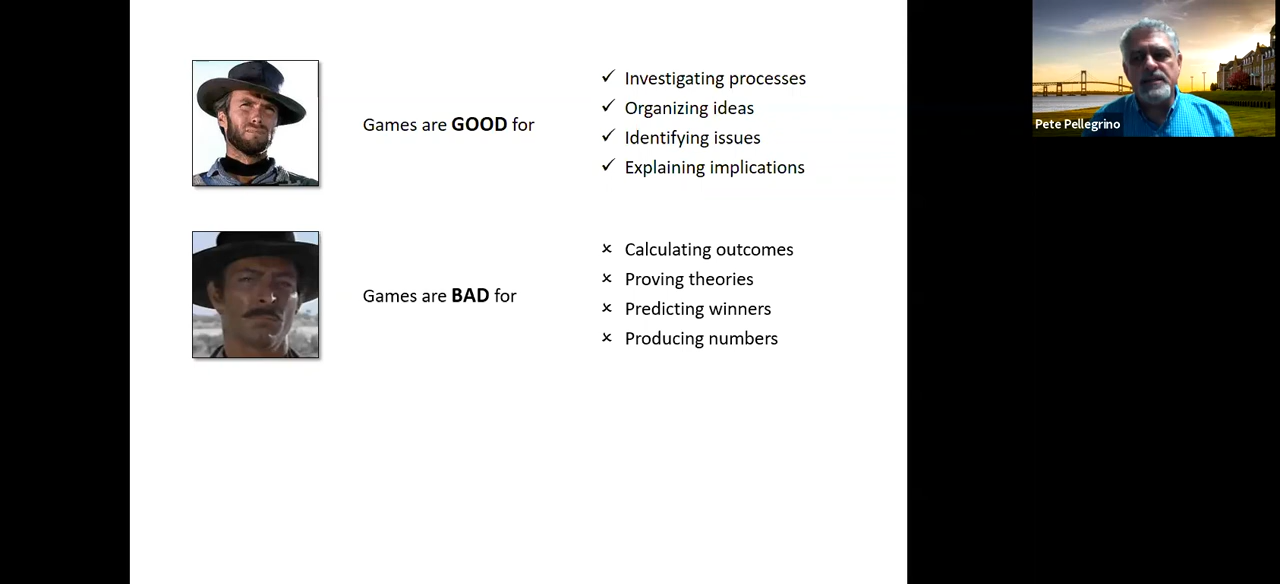 Games are GOOD for
✓ Investigating processes
✓ Organizing ideas
✓ Identifying issues
✓ Explaining implications
Games are BAD for
× Calculating outcomes
× Proving theories
× Predicting winners
× Producing numbers
Pete Pellegrino